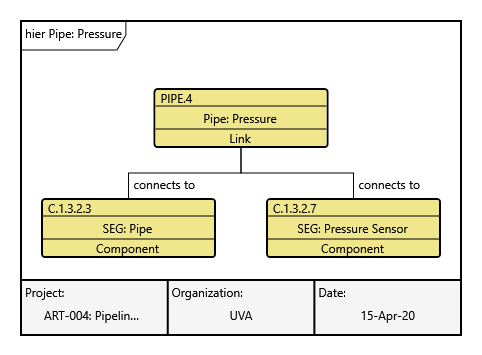 hier Pipe: Pressure
PIPE.4
Pipe: Pressure
Link
connects to
connects to
C.1.3.2.3
SEG: Pipe
Component
C.1.3.2.7
SEG: Pressure Sensor
Component
Project:
ART-004: Pipelin...
Organization:
UVA
Date:
15-Apr-20